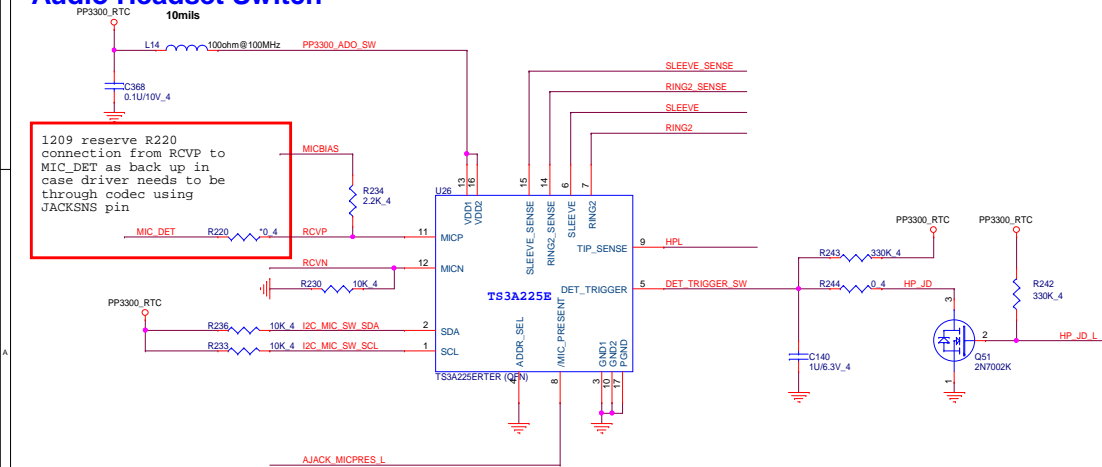 Audio Headset Switch
PP3300_RTC
10mils
L14
100ohm@100MHz
PP3300_ADO_SW
C368
0.1U/10V_4
1209 reserve R220
connection from RCVP to
MIC_DET as back up in
case driver needs to be
through codec using
JACKSNS pin
MICBIAS
R234
2.2K_4
MIC_DET
R220
*0_4
RCVP
RCVN
R230
10K_4
PP3300_RTC
R236
10K_4
I2C_MIC_SW_SDA
R233
10K_4
I2C_MIC_SW_SCL
SLEEVE_SENSE
RING2_SENSE
SLEEVE
RING2
U26
13
16
15
14
6
7
VDD1
VDD2
SLEEVE_SENSE
RING2_SENSE
SLEEVE
RING2
11
MICP
12
MICN
2
SDA
1
SCL
TIP_SENSE
9
HPL
DET_TRIGGER
5
DET_TRIGGER_SW
TS3A225E
ADDR_SEL
/MIC_PRESENT
GND1
GND2
PGND
TS3A225ERTER (QFN)
4
8
3
10
17
AJACK_MICPRES_L
PP3300_RTC
PP3300_RTC
R243
330K_4
R244
0_4
HP_JD
R242
330K_4
C140
1U/6.3V_4
3
2
1
Q51
2N7002K
HP_JD_L
A